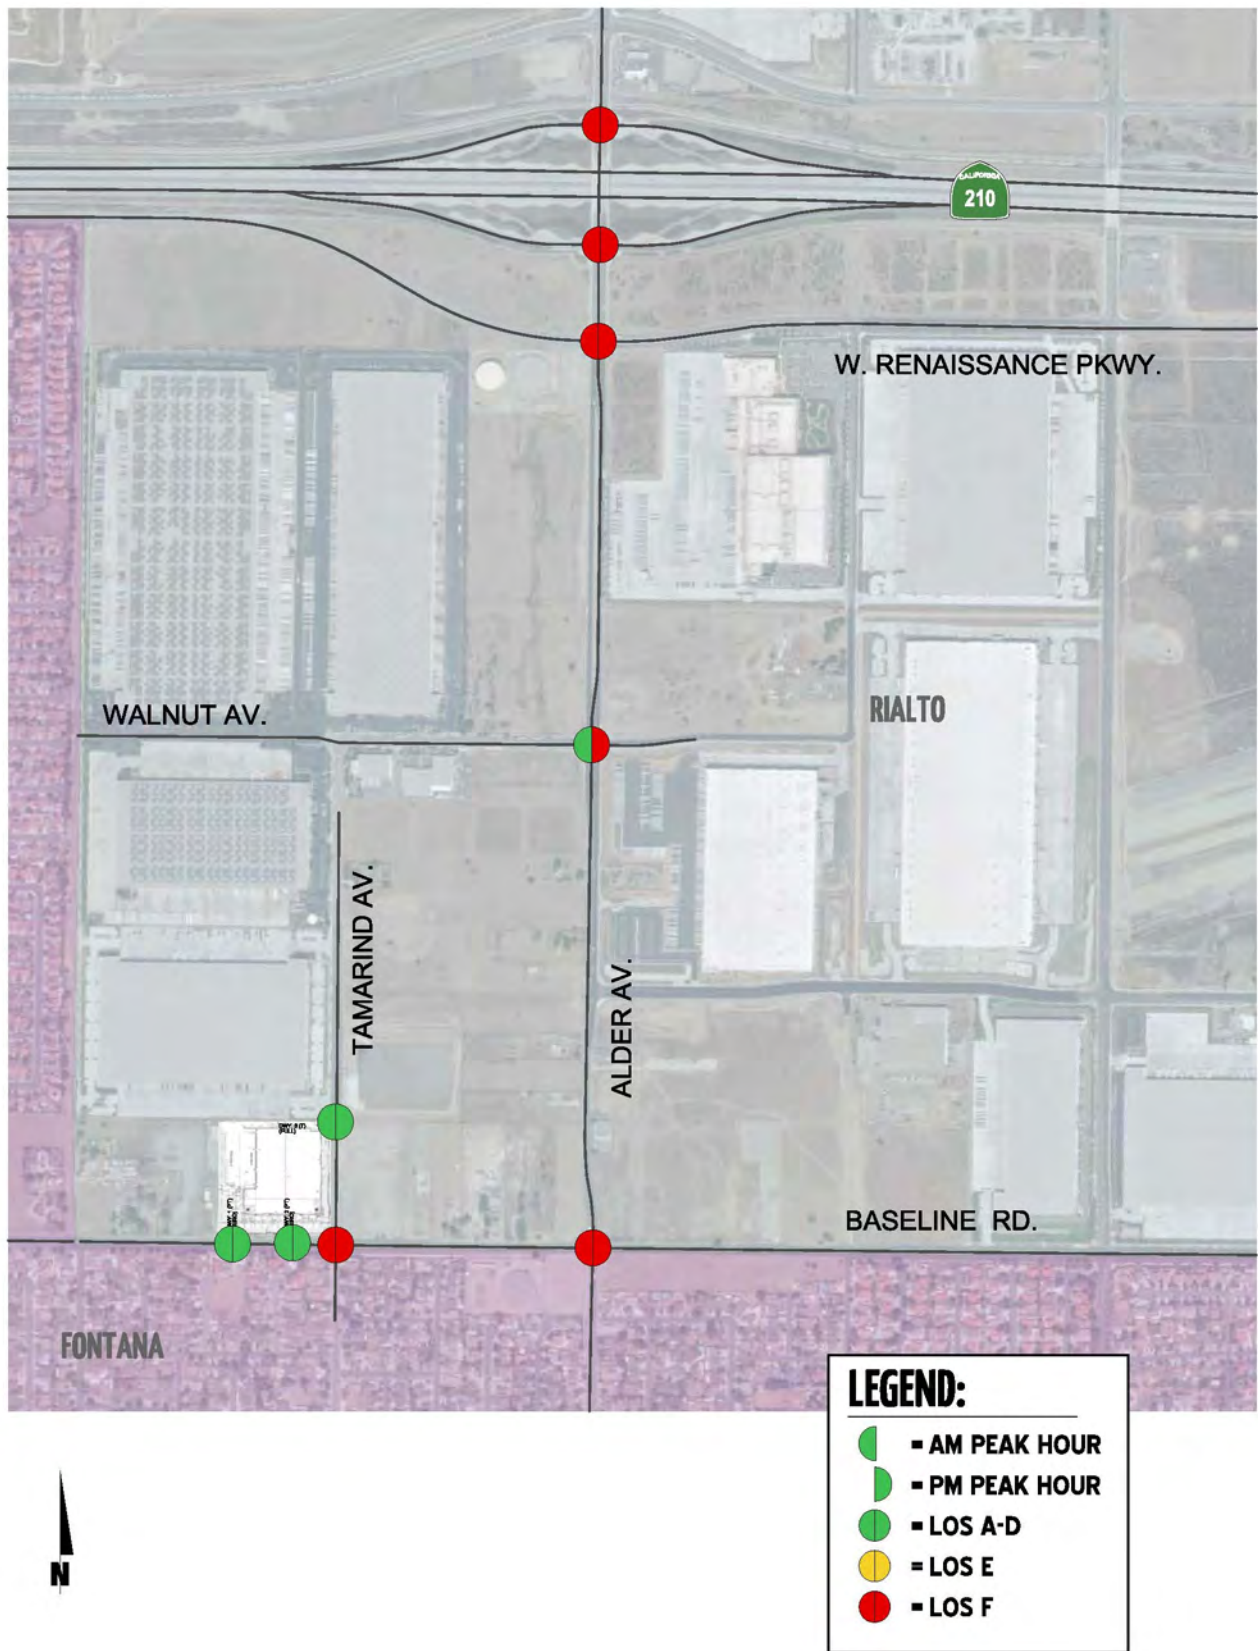 CALIFORNIA
210
W. RENAISSANCE PKWY.
WALNUT AV.
RIALTO
TAMARIND AV.
ALDER AV.
BASELINE RD.
FONTANA
LEGEND:
= AM PEAK HOUR
= PM PEAK HOUR
= LOS A-D
= LOS E
= LOS F
N